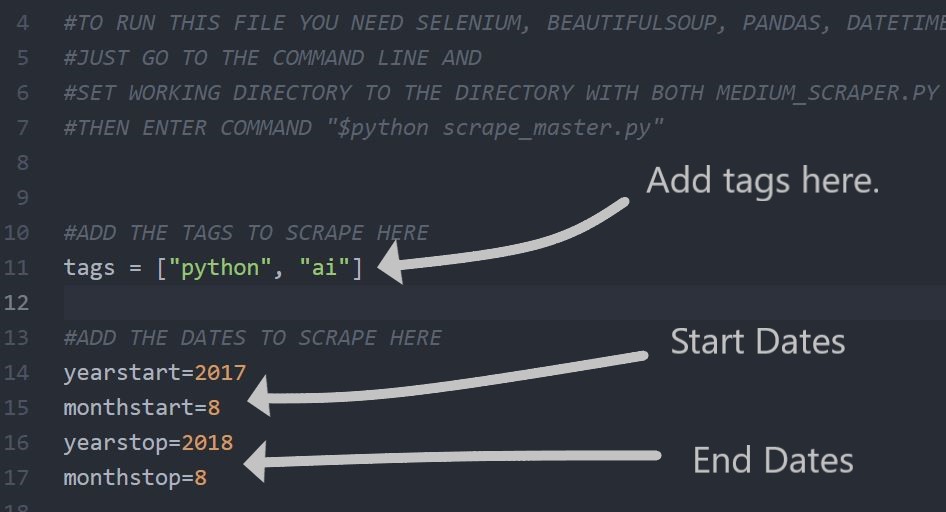 4 #TO RUN THIS FILE YOU NEED SELENIUM, BEAUTIFULSOUP, PANDAS, DATETIME
5 #JUST GO TO THE COMMAND LINE AND
6 #SET WORKING DIRECTORY TO THE DIRECTORY WITH BOTH MEDIUM_SCRAPER.PY
7 #THEN ENTER COMMAND "$python scrape_master.py"
8
Add tags here.
9
10 #ADD THE TAGS TO SCRAPE HERE
11 tags = ["python", "ai"]
12
13 #ADD THE DATES TO SCRAPE HERE
Start Dates
14 yearstart=2017
15 monthstart=8
16 yearstop=2018
End Dates
17 monthstop=8
18